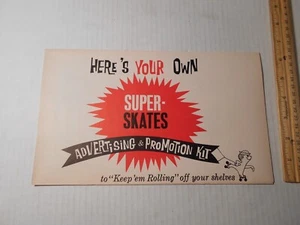 HERE'S YOUR OWN
SUPER-
SKATES
ADVERTISING & PROMOTION KIT
to "Keep 'em Rolling" off your shelves